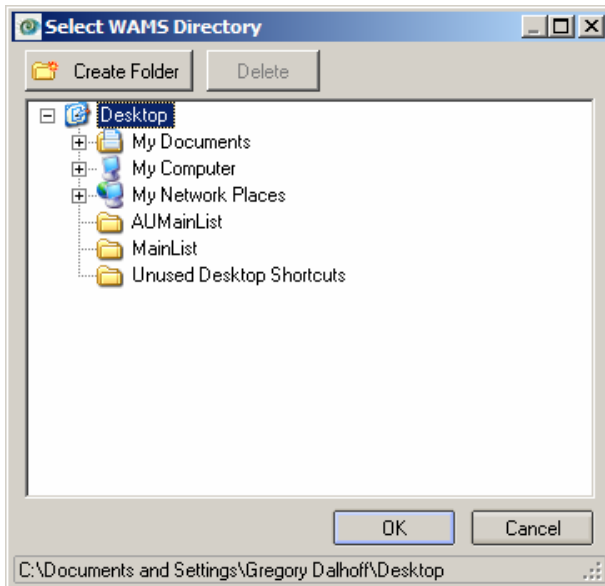 Select WAMS Directory
Create Folder Delete
Desktop
My Documents
My Computer
My Network Places
AUMainList
MainList
Unused Desktop Shortcuts
OK Cancel
C:\Documents and Settings\Gregory Dalhoff\Desktop